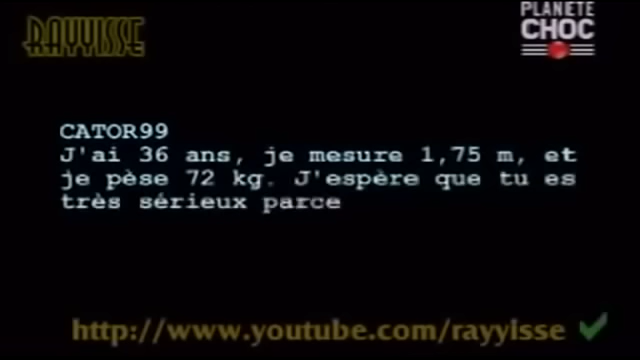 RAYYISSE
PLANETE
CHOC
CATOR99
J'ai 36 ans, je mesure 1,75 m, et
je pèse 72 kg. J'espère que tu es
très sérieux parce
http://www.youtube.com/rayyisse